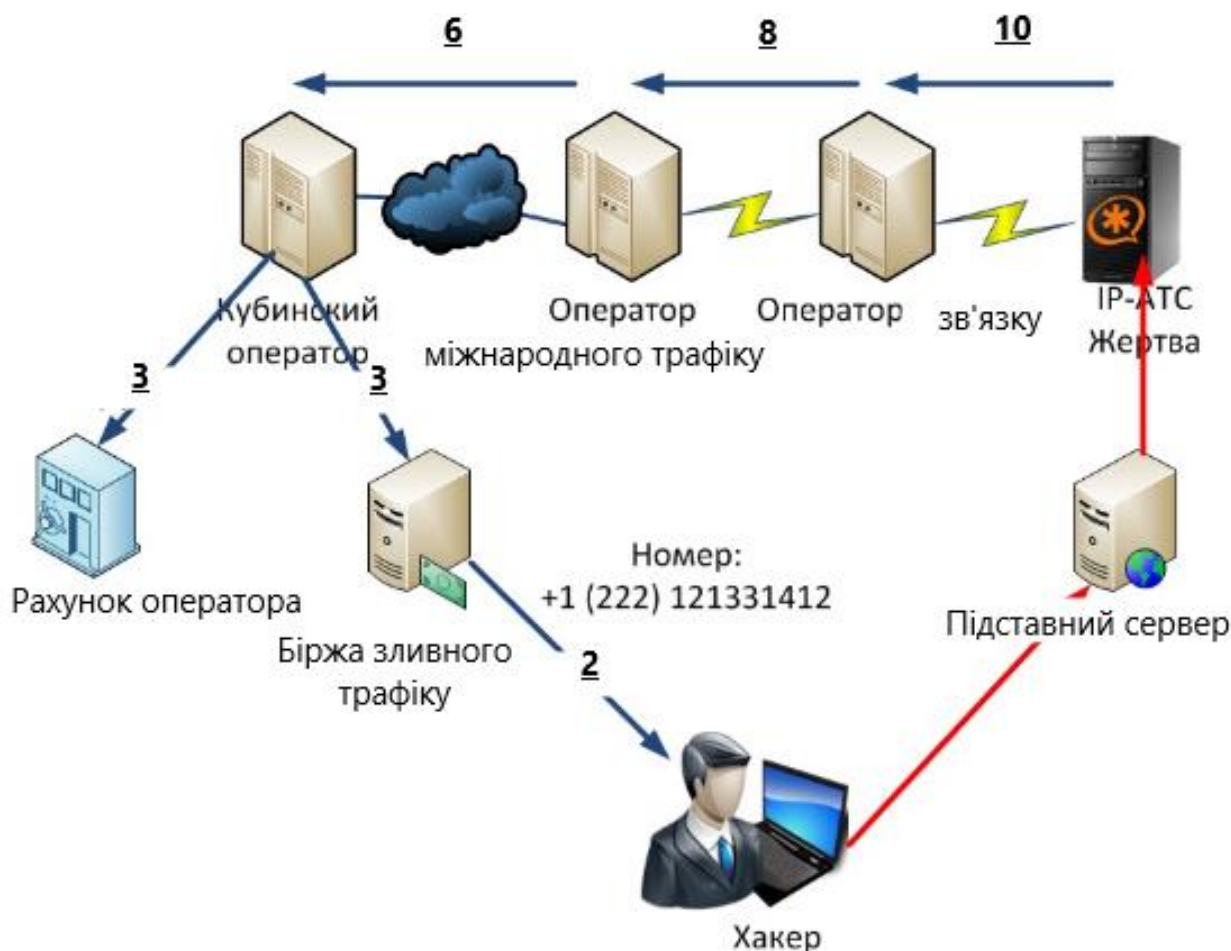 6
8
10
Кубинский
оператор
Оператор
Оператор
міжнародного трафіку
зв'язку
IP-АТС
Жертва
3
3
Рахунок оператора
Номер:
+1 (222) 121331412
Біржа зливного
трафіку
2
Підставний сервер
Хакер